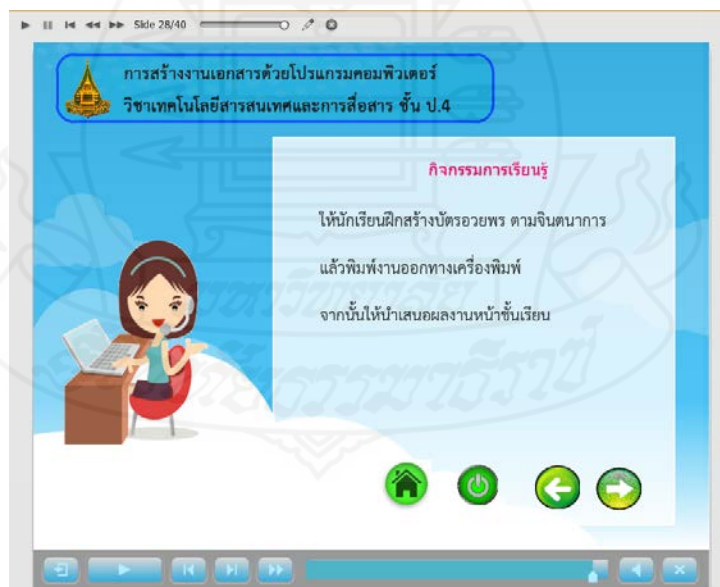 Slide 28/40
การสร้างงานเอกสารด้วยโปรแกรมคอมพิวเตอร์
วิชาเทคโนโลยีสารสนเทศและการสื่อสาร ชั้น ป.4
กิจกรรมการเรียนรู้
ให้นักเรียนฝึกสร้างบัตรอวยพร ตามจินตนาการ
แล้วพิมพ์งานออกทางเครื่องพิมพ์
จากนั้นให้นำเสนอผลงานหน้าชั้นเรียน